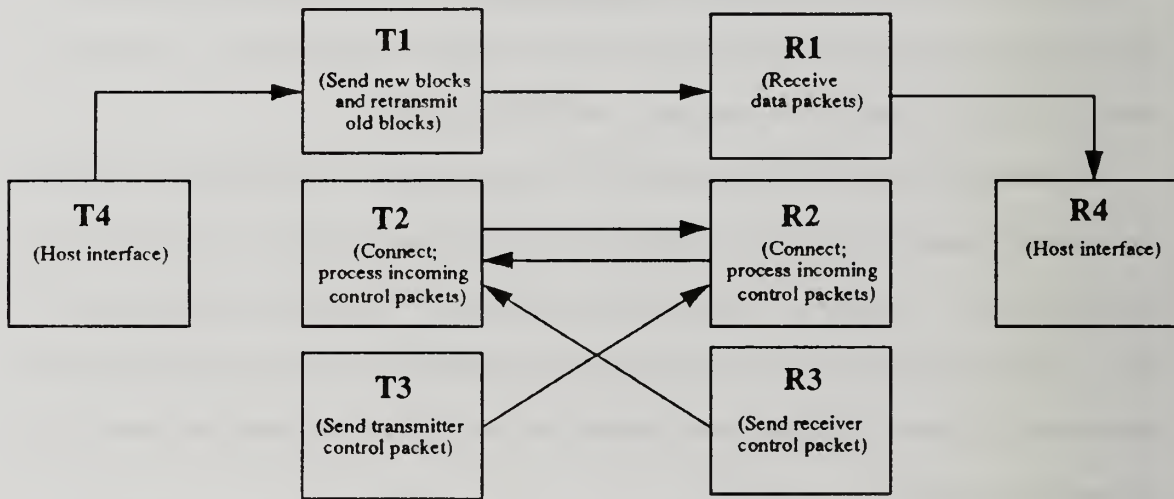 T1
(Send new blocks
and retransmit
old blocks)
R1
(Receive
data packets)
T4
(Host interface)
T2
(Connect;
process incoming
control packets)
R2
(Connect;
process incoming
control packets)
R4
(Host interface)
T3
(Send transmitter
control packet)
R3
(Send receiver
control packet)